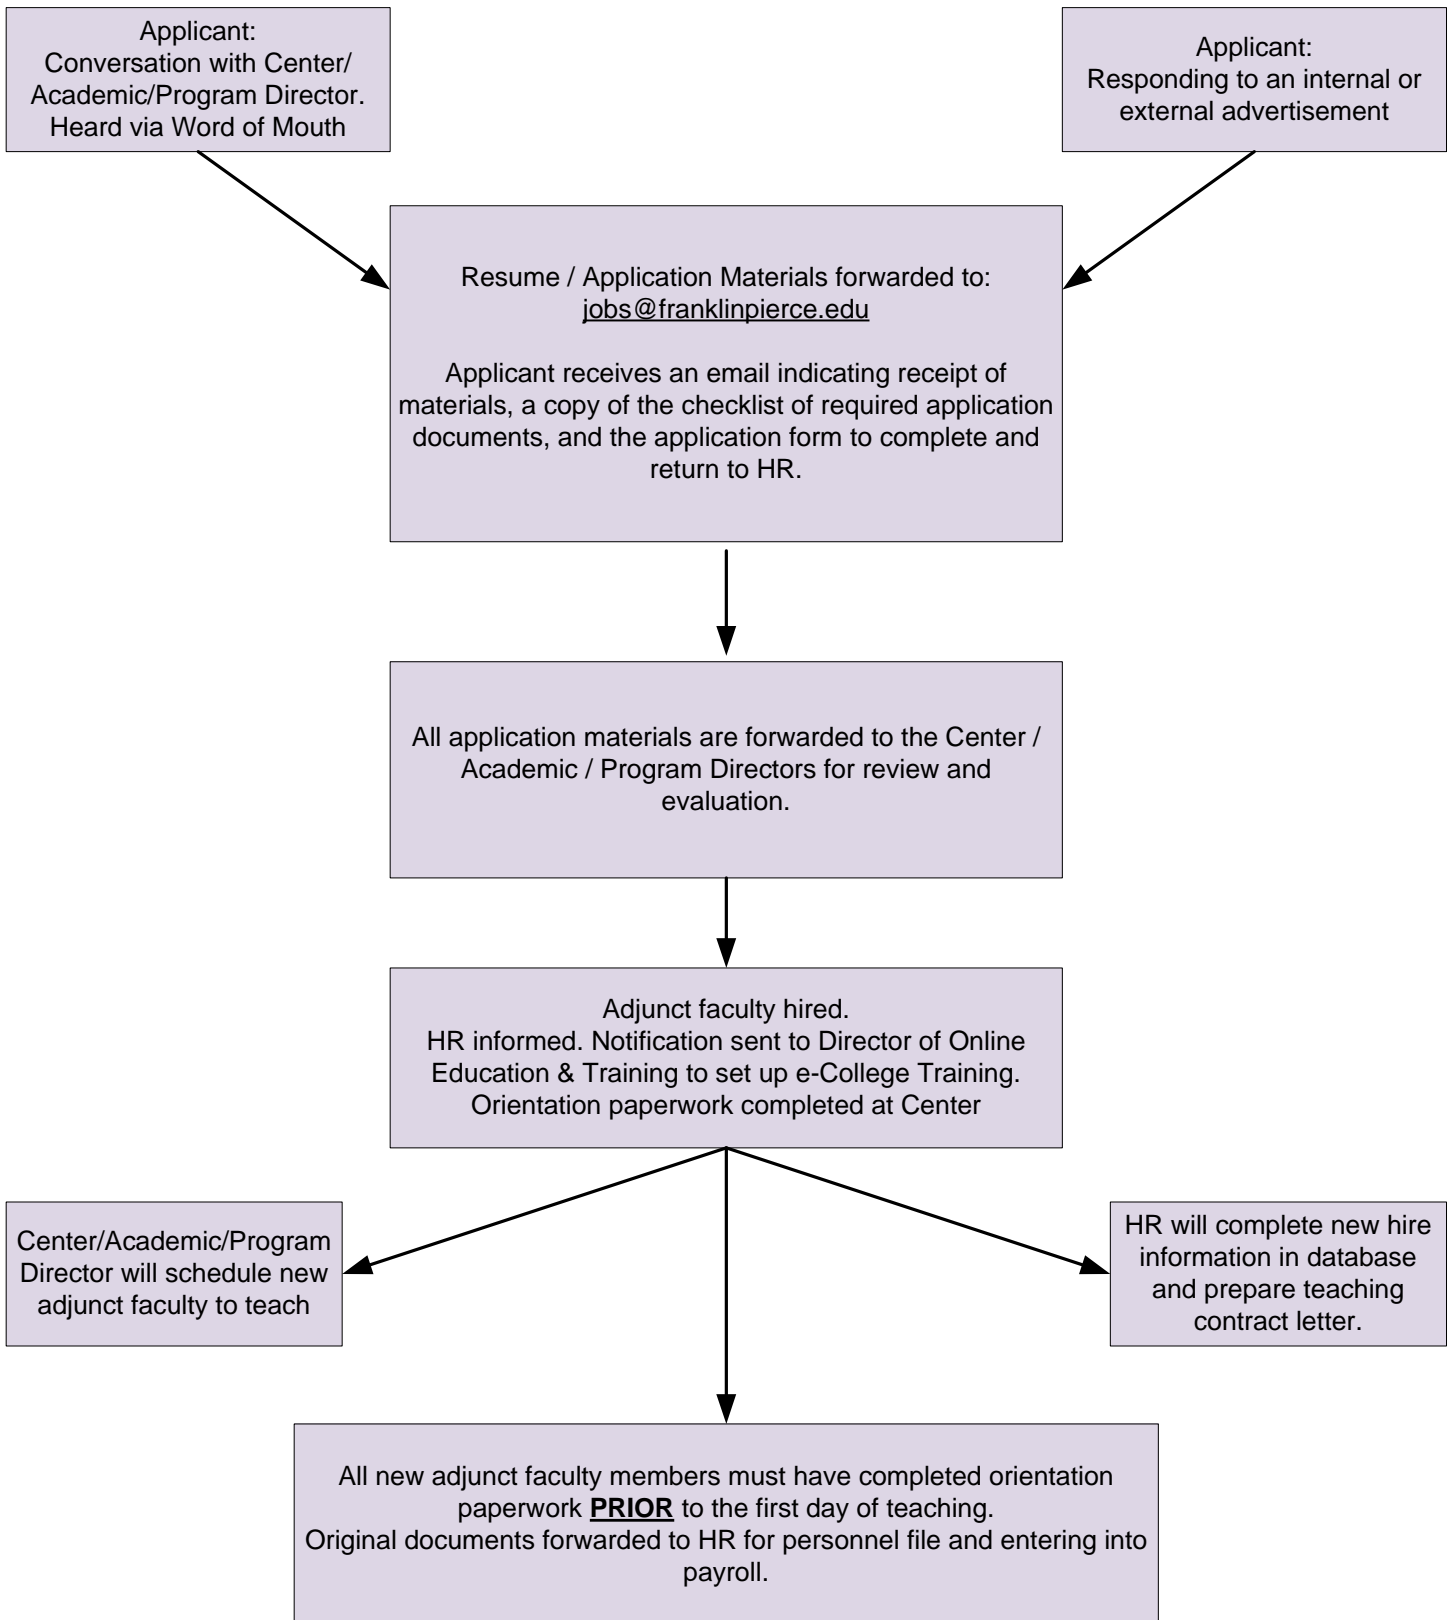 Applicant:
Conversation with Center/
Academic/Program Director.
Heard via Word of Mouth
Applicant:
Responding to an internal or
external advertisement
Resume / Application Materials forwarded to:
jobs@franklinpierce.edu
Applicant receives an email indicating receipt of
materials, a copy of the checklist of required application
documents, and the application form to complete and
return to HR.
All application materials are forwarded to the Center /
Academic / Program Directors for review and
evaluation.
Adjunct faculty hired.
HR informed. Notification sent to Director of Online
Education & Training to set up e-College Training.
Orientation paperwork completed at Center
Center/Academic/Program
Director will schedule new
adjunct faculty to teach
HR will complete new hire
information in database
and prepare teaching
contract letter.
All new adjunct faculty members must have completed orientation
paperwork PRIOR to the first day of teaching.
Original documents forwarded to HR for personnel file and entering into
payroll.